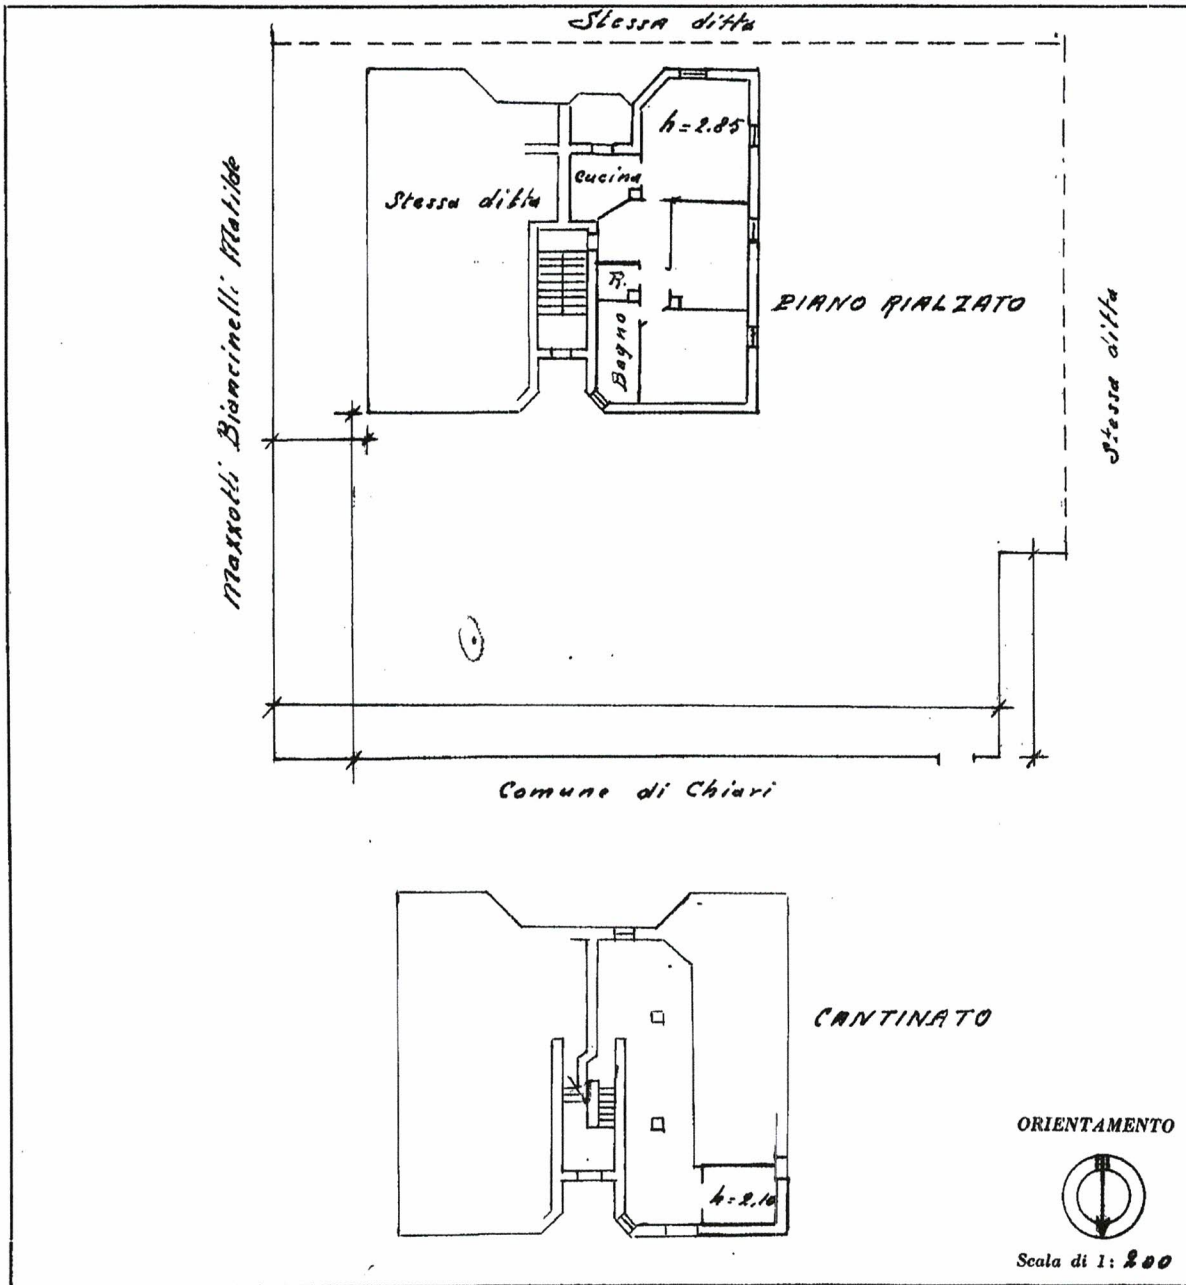 Stessa ditta
h=2.85
cucina
Stessa ditta
Mazzotti Biancinelli Matilde
R.
PIANO RIALZATO
Bagno
Stessa ditta
Comune di Chiari
CANTINATO
ORIENTAMENTO
h=2,10
Scala di 1: 200